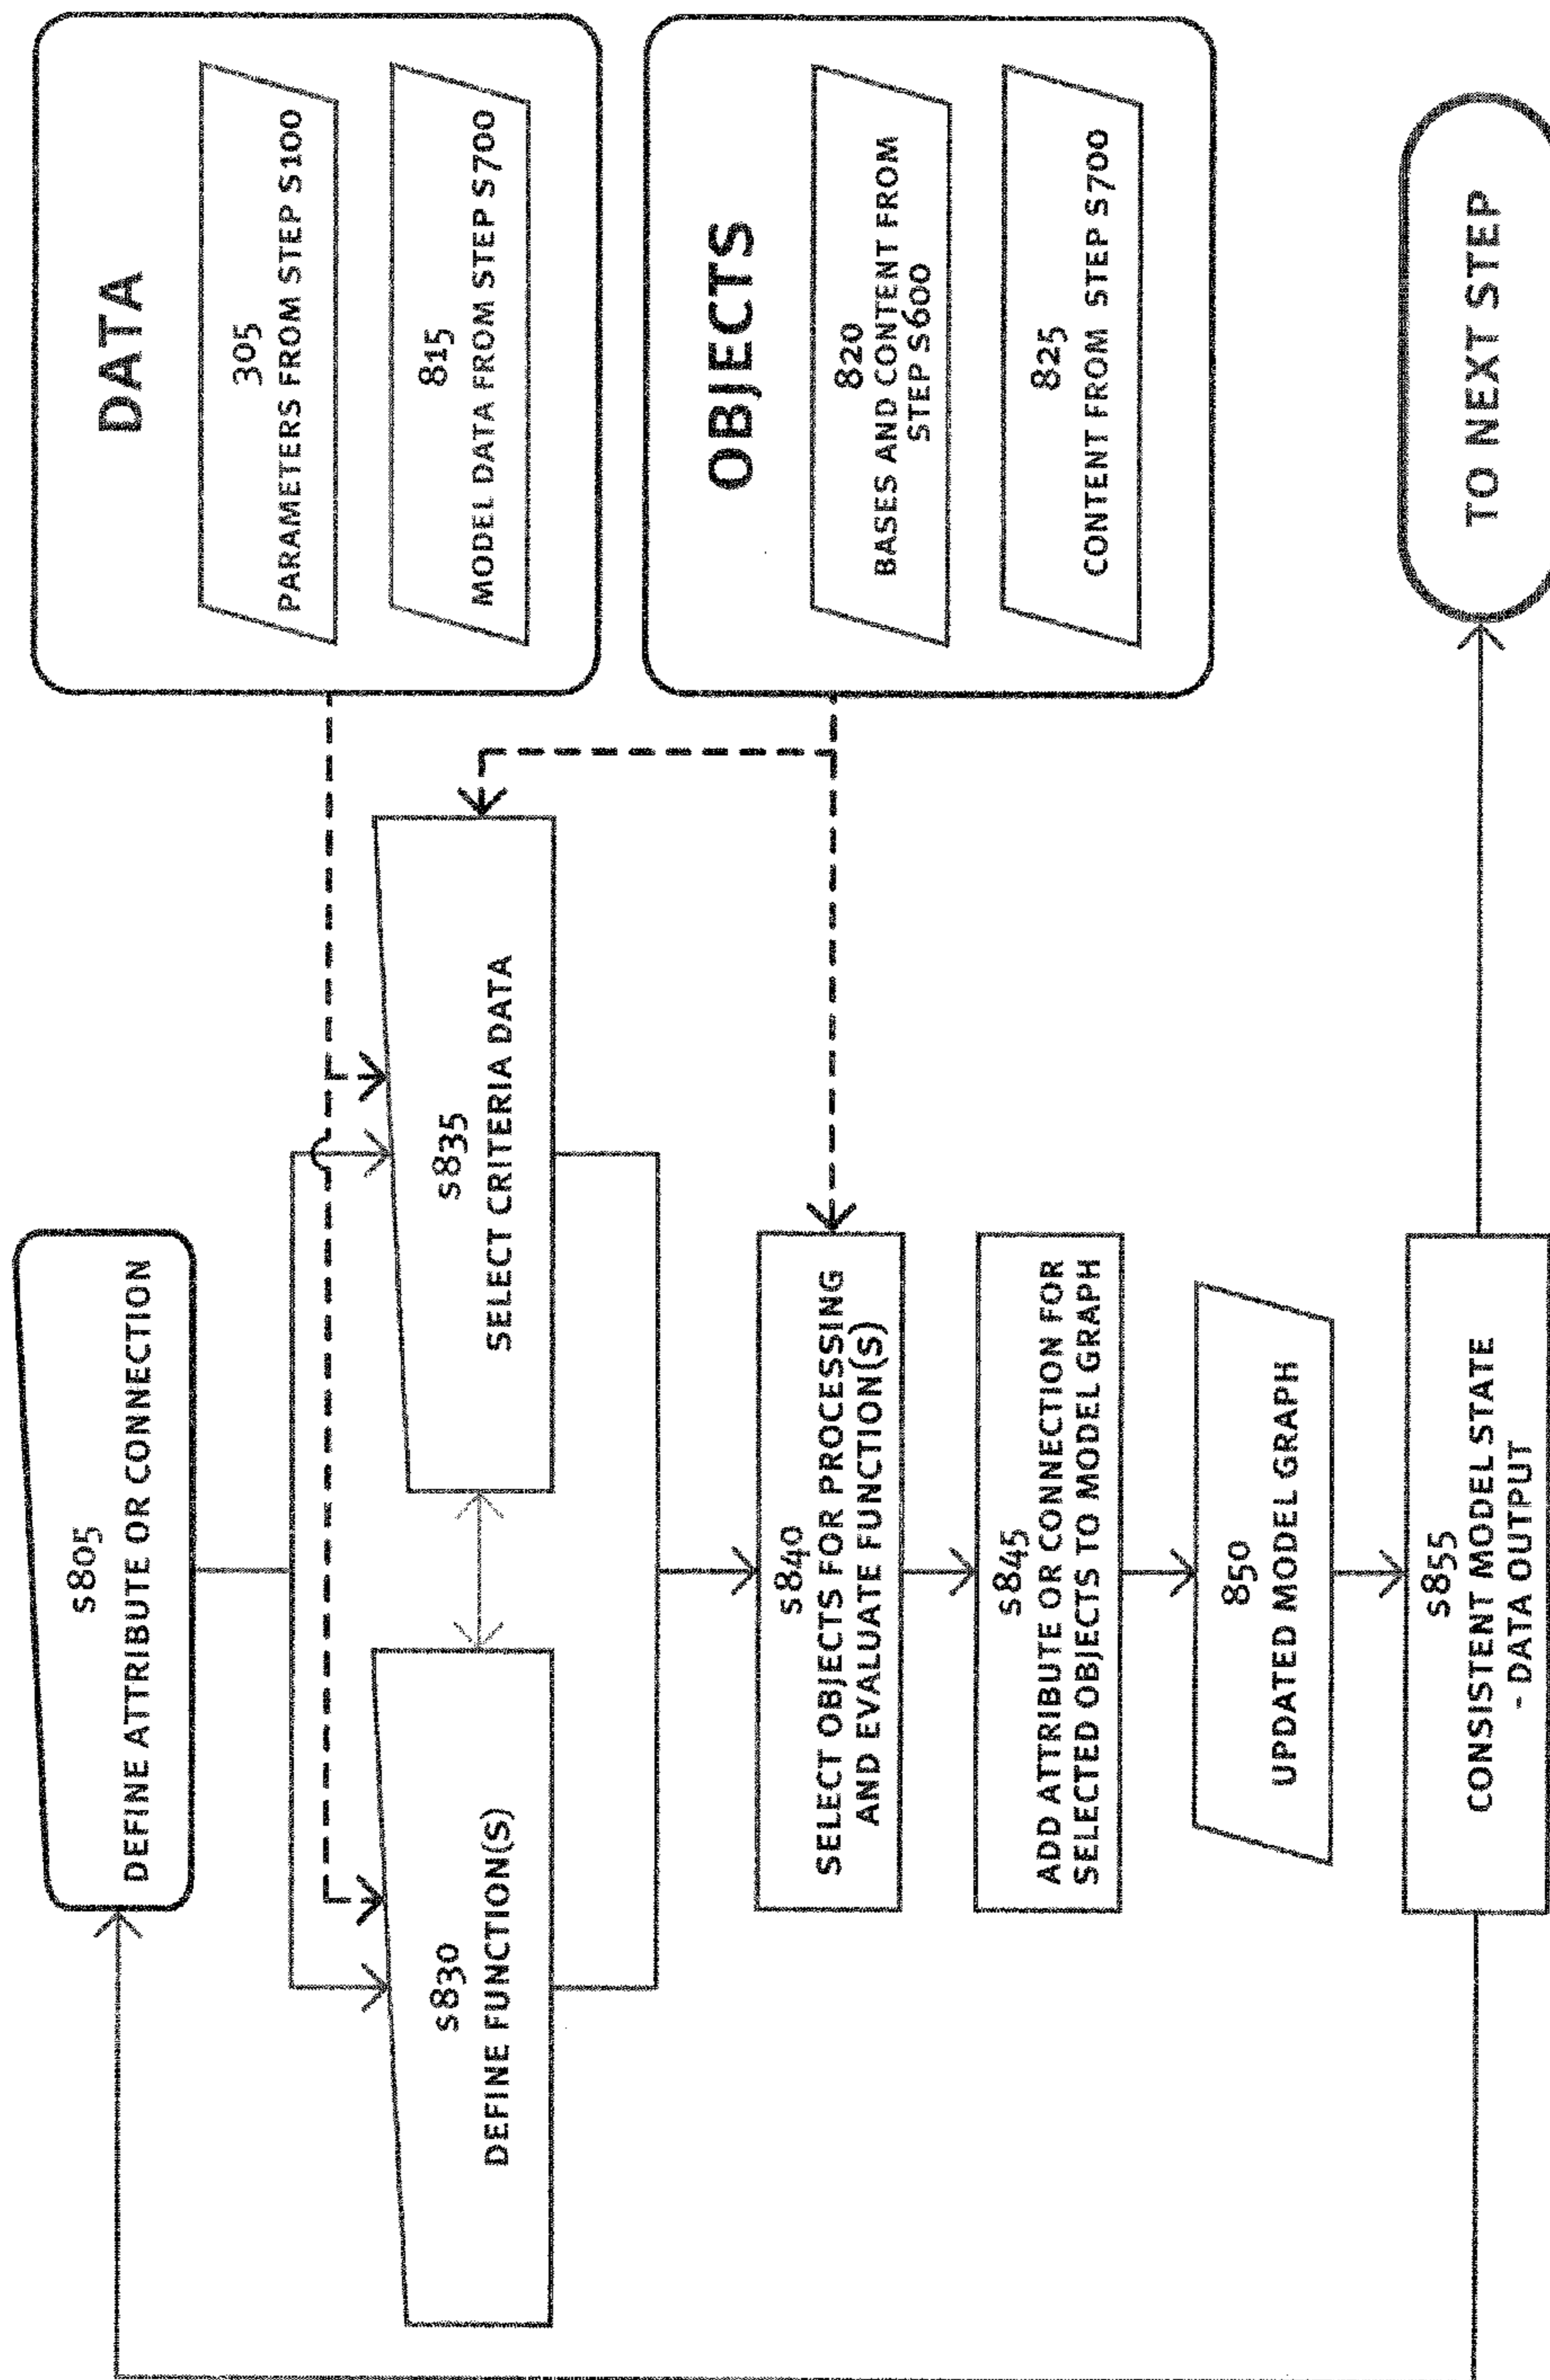 S805
DEFINE ATTRIBUTE OR CONNECTION
S830
DEFINE FUNCTION(S)
S835
SELECT CRITERIA DATA
S840
SELECT OBJECTS FOR PROCESSING
AND EVALUATE FUNCTION(S)
S845
ADD ATTRIBUTE OR CONNECTION FOR
SELECTED OBJECTS TO MODEL GRAPH
850
UPDATED MODEL GRAPH
S855
CONSISTENT MODEL STATE
- DATA OUTPUT
DATA
305
PARAMETERS FROM STEP S100
815
MODEL DATA FROM STEP S700
OBJECTS
820
BASES AND CONTENT FROM
STEP S600
825
CONTENT FROM STEP S700
TO NEXT STEP